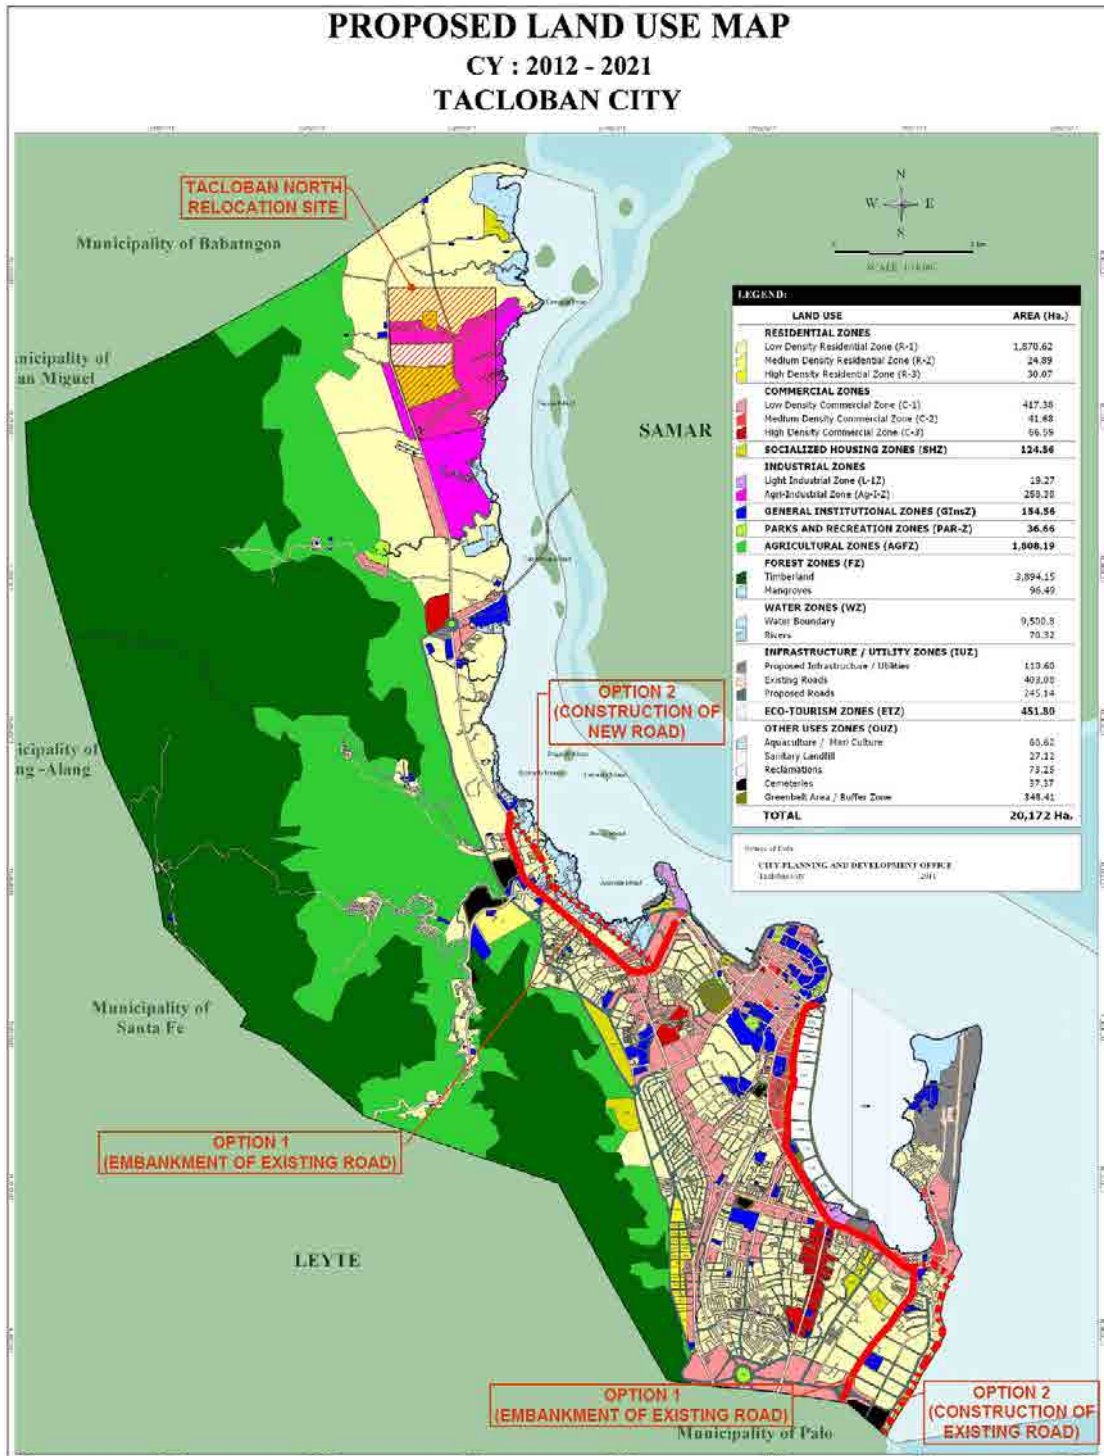 PROPOSED LAND USE MAP
CY : 2012 - 2021
TACLOBAN CITY
TACLOBAN NORTH
RELOCATION SITE
Municipality of Babatngon
N
W E
S
LEGEND:
LAND USE AREA (Ha.)
RESIDENTIAL ZONES
Low Density Residential Zone (R-1) 1,870.62
Medium Density Residential Zone (R-2) 24.89
High Density Residential Zone (R-3) 30.07
COMMERCIAL ZONES
Low Density Commercial Zone (C-1) 417.38
Medium Density Commercial Zone (C-2) 41.68
High Density Commercial Zone (C-3) 66.59
SOCIALIZED HOUSING ZONES (SHZ) 124.56
INDUSTRIAL ZONES
Light Industrial Zone (L-IZ) 19.27
Agri-Industrial Zone (Ag-I-Z)
GENERAL INSTITUTIONAL ZONES (GInsZ) 154.56
PARKS AND RECREATION ZONES (PAR-Z) 36.66
AGRICULTURAL ZONES (AGFZ) 1,808.19
FOREST ZONES (FZ)
Timberland 3,894.15
Mangroves 96.49
WATER ZONES (WZ)
Water Boundary 9,500.8
Rivers 70.32
INFRASTRUCTURE / UTILITY ZONES (IUZ)
Proposed Infrastructure / Utilities 110.60
Existing Roads 403.08
Proposed Roads 245.14
ECO-TOURISM ZONES (ETZ) 451.80
OTHER USES ZONES (OUZ)
Aquaculture / Mari Culture 60.62
Sanitary Landfill 27.12
Reclamations 73.25
Cemeteries 37.37
Greenbelt Area / Buffer Zone 348.41
TOTAL 20,172 Ha.
CITY PLANNING AND DEVELOPMENT OFFICE
Tacloban city 2011
nicipality of
an Miguel
SAMAR
OPTION 2
(CONSTRUCTION OF
NEW ROAD)
icipality of
ng -Alang
Municipality of
Santa Fe
OPTION 1
(EMBANKMENT OF EXISTING ROAD)
LEYTE
OPTION 1
(EMBANKMENT OF EXISTING ROAD)
OPTION 2
(CONSTRUCTION OF
EXISTING ROAD)
Municipality of Palo